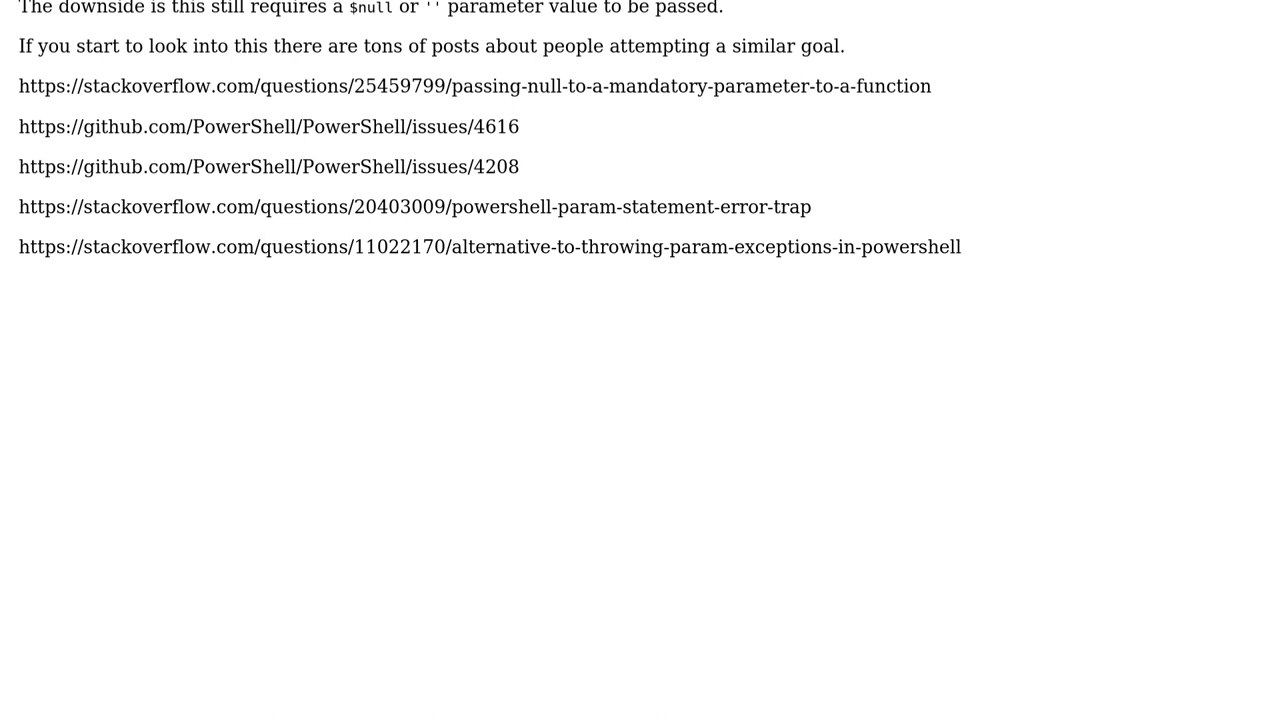 The downside is this still requires a $null or '' parameter value to be passed.
If you start to look into this there are tons of posts about people attempting a similar goal.
https://stackoverflow.com/questions/25459799/passing-null-to-a-mandatory-parameter-to-a-function
https://github.com/PowerShell/PowerShell/issues/4616
https://github.com/PowerShell/PowerShell/issues/4208
https://stackoverflow.com/questions/20403009/powershell-param-statement-error-trap
https://stackoverflow.com/questions/11022170/alternative-to-throwing-param-exceptions-in-powershell